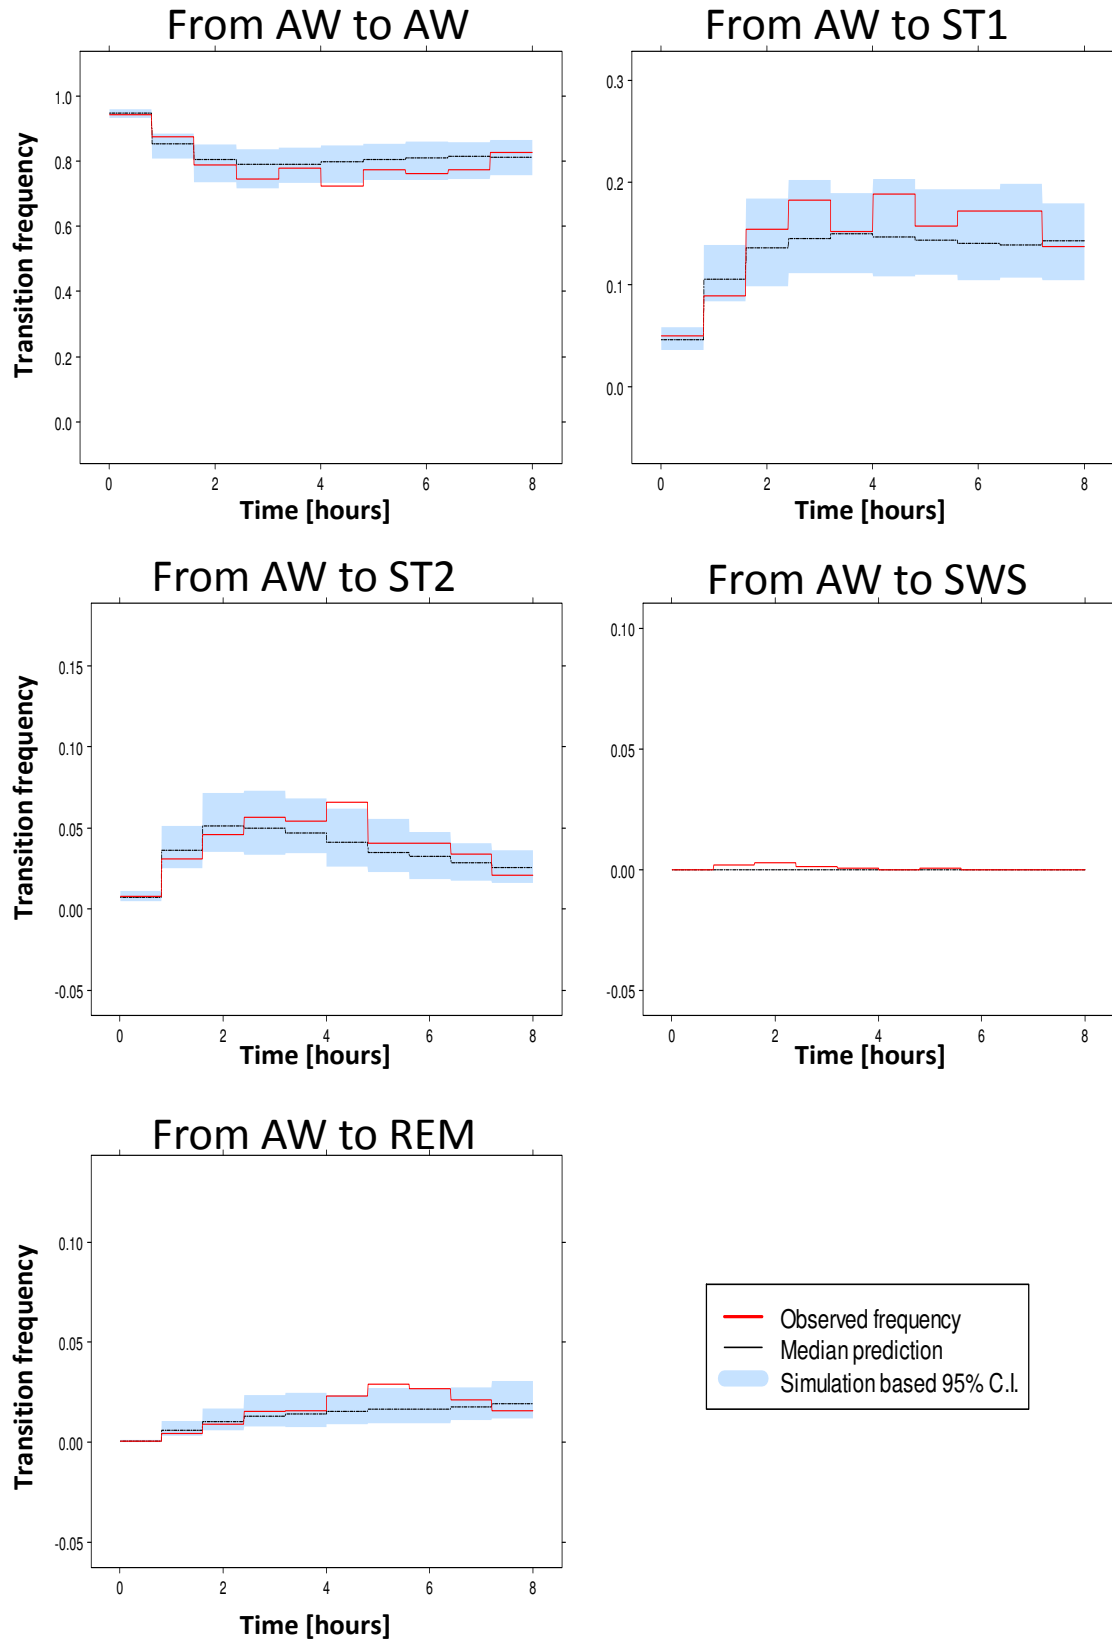 From AW to AW
From AW to ST1
Transition frequency
1.0
0.8
0.6
0.4
0.2
0.0
0 2 4 6 8
Time [hours]
0.3
0.2
0.1
0.0
0 2 4 6 8
Time [hours]
From AW to ST2
From AW to SWS
Transition frequency
0.15
0.10
0.05
0.00
-0.05
0 2 4 6 8
Time [hours]
0.10
0.05
0.00
-0.05
0 2 4 6 8
Time [hours]
From AW to REM
Transition frequency
0.10
0.05
0.00
-0.05
0 2 4 6 8
Time [hours]
Observed frequency
Median prediction
Simulation based 95% C.I.